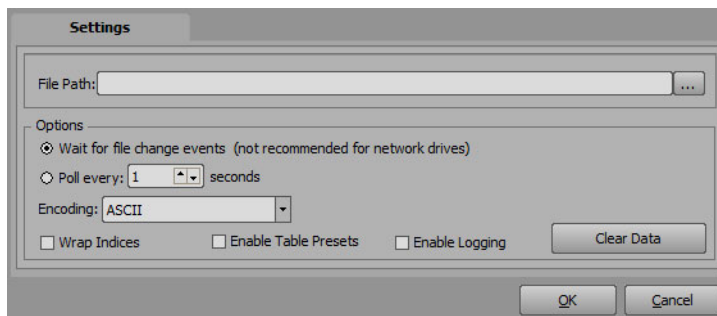 Settings
File Path: ...
Options
Wait for file change events (not recommended for network drives)
Poll every: 1 seconds
Encoding: ASCII
Wrap Indices Enable Table Presets Enable Logging Clear Data
OK Cancel